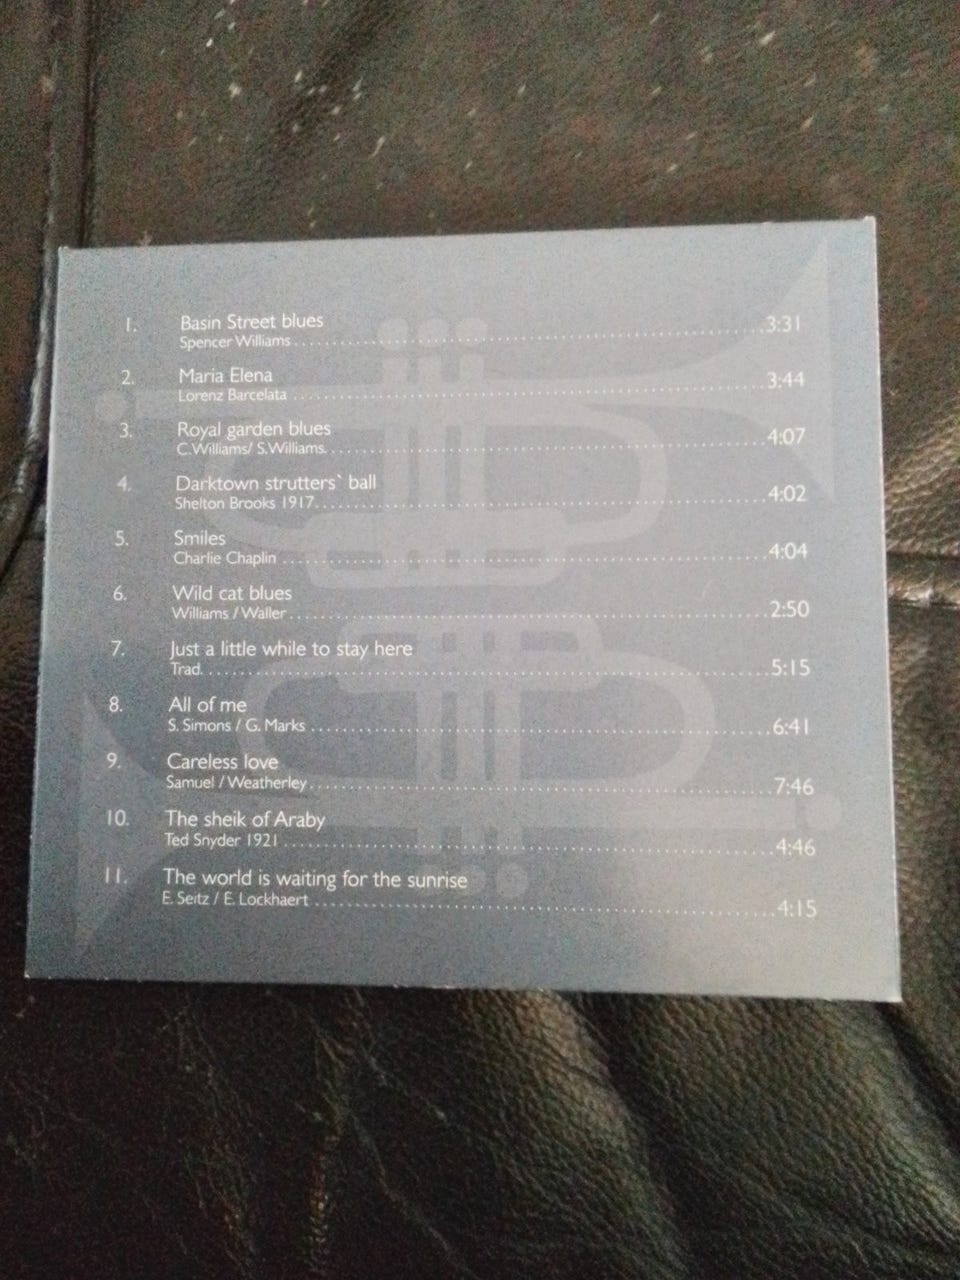 1. Basin Street blues
Spencer Williams 3:31
2. Maria Elena
Lorenz Barcelata 3:44
3. Royal garden blues
C.Williams/ S.Williams. 4:07
4. Darktown strutters` ball
Shelton Brooks 1917 4:02
5. Smiles
Charlie Chaplin 4:04
6. Wild cat blues
Williams / Waller 2:50
7. Just a little while to stay here
Trad. 5:15
8. All of me
S. Simons / G. Marks 6:41
9. Careless love
Samuel / Weatherley 7:46
10. The sheik of Araby
Ted Snyder 1921 4:46
11. The world is waiting for the sunrise
E. Seitz / E. Lockhaert 4:15